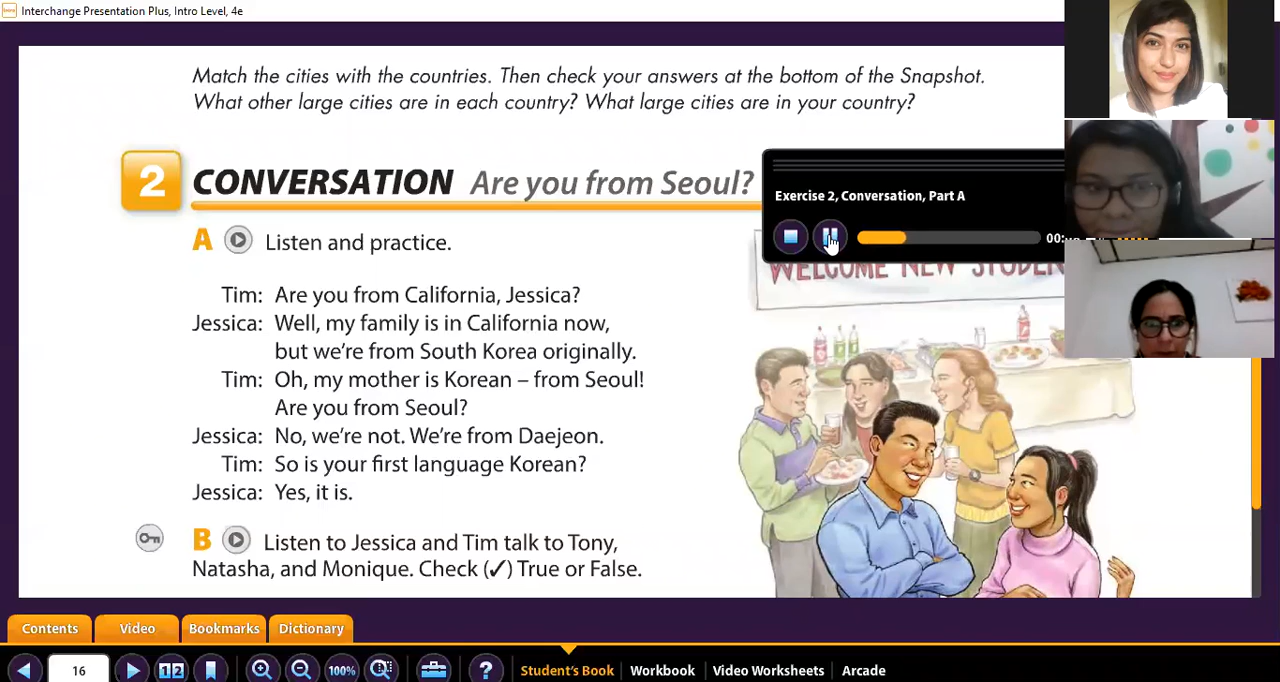 Interchange Presentation Plus, Intro Level, 4e
Match the cities with the countries. Then check your answers at the bottom of the Snapshot.
What other large cities are in each country? What large cities are in your country?
2 CONVERSATION Are you from Seoul?
Exercise 2, Conversation, Part A
00:
A Listen and practice.
WELCOME NEW STUDEN
Tim: Are you from California, Jessica?
Jessica: Well, my family is in California now,
but we're from South Korea originally.
Tim: Oh, my mother is Korean – from Seoul!
Are you from Seoul?
Jessica: No, we're not. We're from Daejeon.
Tim: So is your first language Korean?
Jessica: Yes, it is.
B Listen to Jessica and Tim talk to Tony,
Natasha, and Monique. Check (✓) True or False.
Contents Video Bookmarks Dictionary
16 1 2 100% ? Student's Book Workbook Video Worksheets Arcade